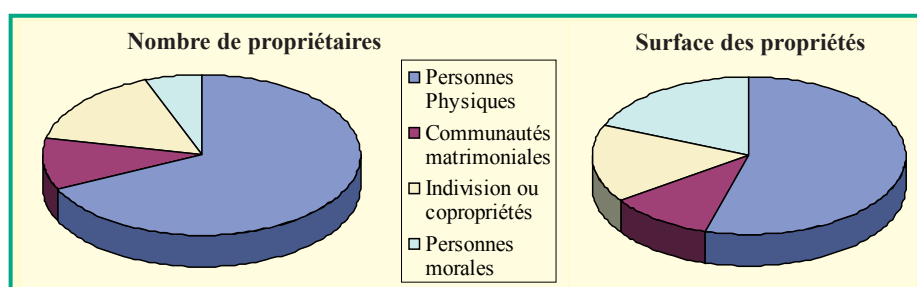 Nombre de propriétaires
Personnes
Physiques
Communautés
matrimoniales
Indivision ou
copropriétés
Personnes
morales
Surface des propriétés